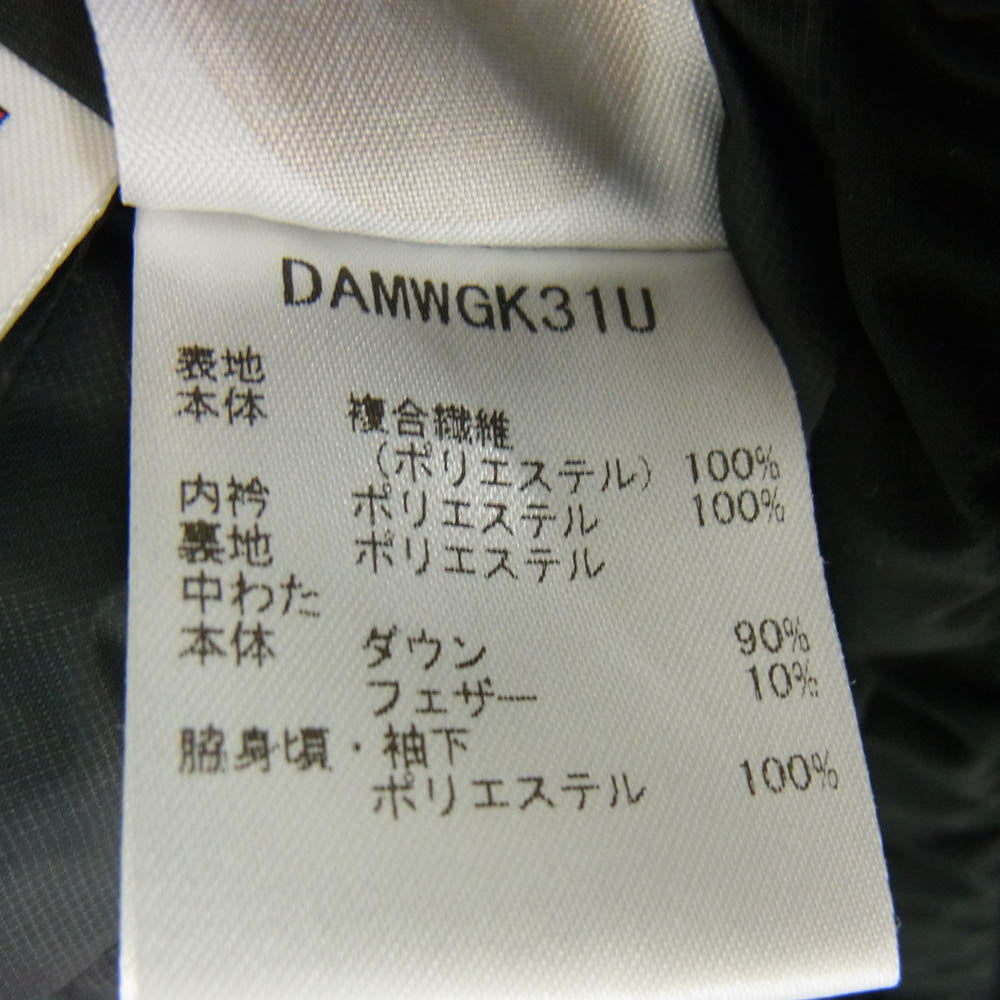 DAMWGK31U
表地
本体 複合繊維
(ポリエステル) 100%
内衿 ポリエステル 100%
裏地 ポリエステル
中わた
本体 ダウン 90%
フェザー 10%
脇身頃・袖下
ポリエステル 100%